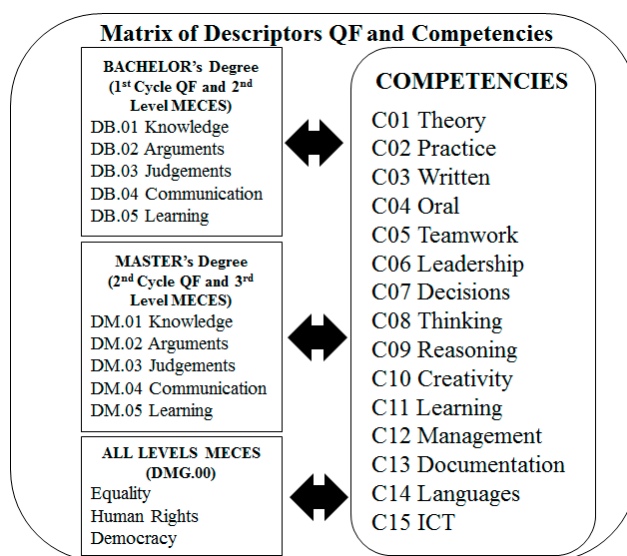 Matrix of Descriptors QF and Competencies
BACHELOR's Degree
(1st Cycle QF and 2nd
Level MECES)
DB.01 Knowledge
DB.02 Arguments
DB.03 Judgements
DB.04 Communication
DB.05 Learning
MASTER's Degree
(2nd Cycle QF and 3rd
Level MECES)
DM.01 Knowledge
DM.02 Arguments
DM.03 Judgements
DM.04 Communication
DM.05 Learning
ALL LEVELS MECES
(DMG.00)
Equality
Human Rights
Democracy
COMPETENCIES
C01 Theory
C02 Practice
C03 Written
C04 Oral
C05 Teamwork
C06 Leadership
C07 Decisions
C08 Thinking
C09 Reasoning
C10 Creativity
C11 Learning
C12 Management
C13 Documentation
C14 Languages
C15 ICT